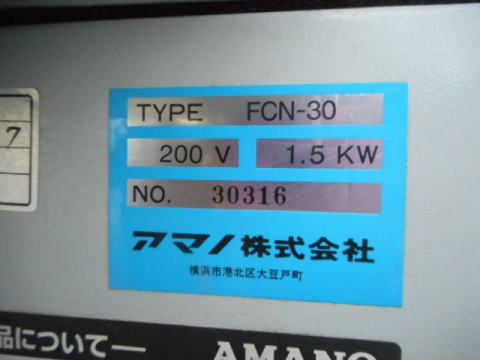 7
TYPE FCN-30
200 V 1.5 KW
NO. 30316
アマノ株式会社
横浜市港北区大豆戸町
品について
AMANO